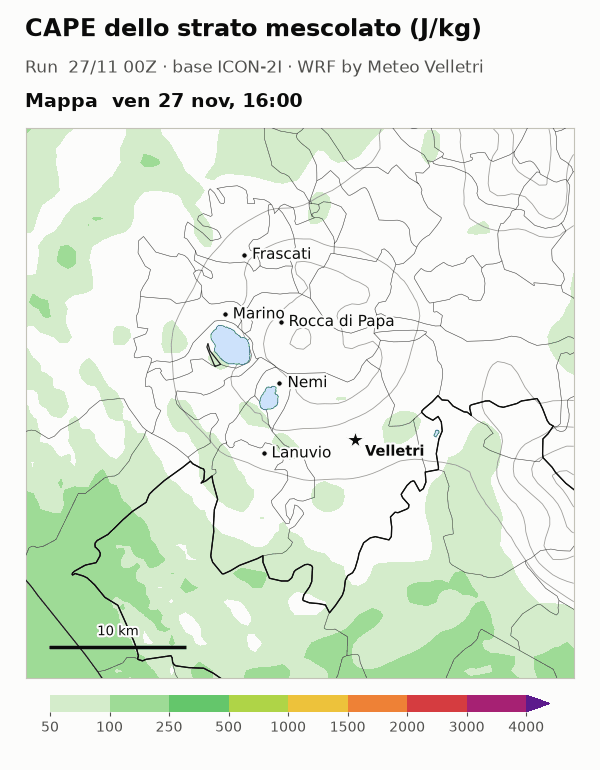 CAPE dello strato mescolato (J/kg)
Run  27/11 00Z · base ICON-2I · WRF by Meteo Velletri
Mappa  ven 27 nov, 16:00
Frascati
Marino
Rocca di Papa
Nemi
Velletri
Lanuvio
10 km
50 100 250 500 1000 1500 2000 3000 4000